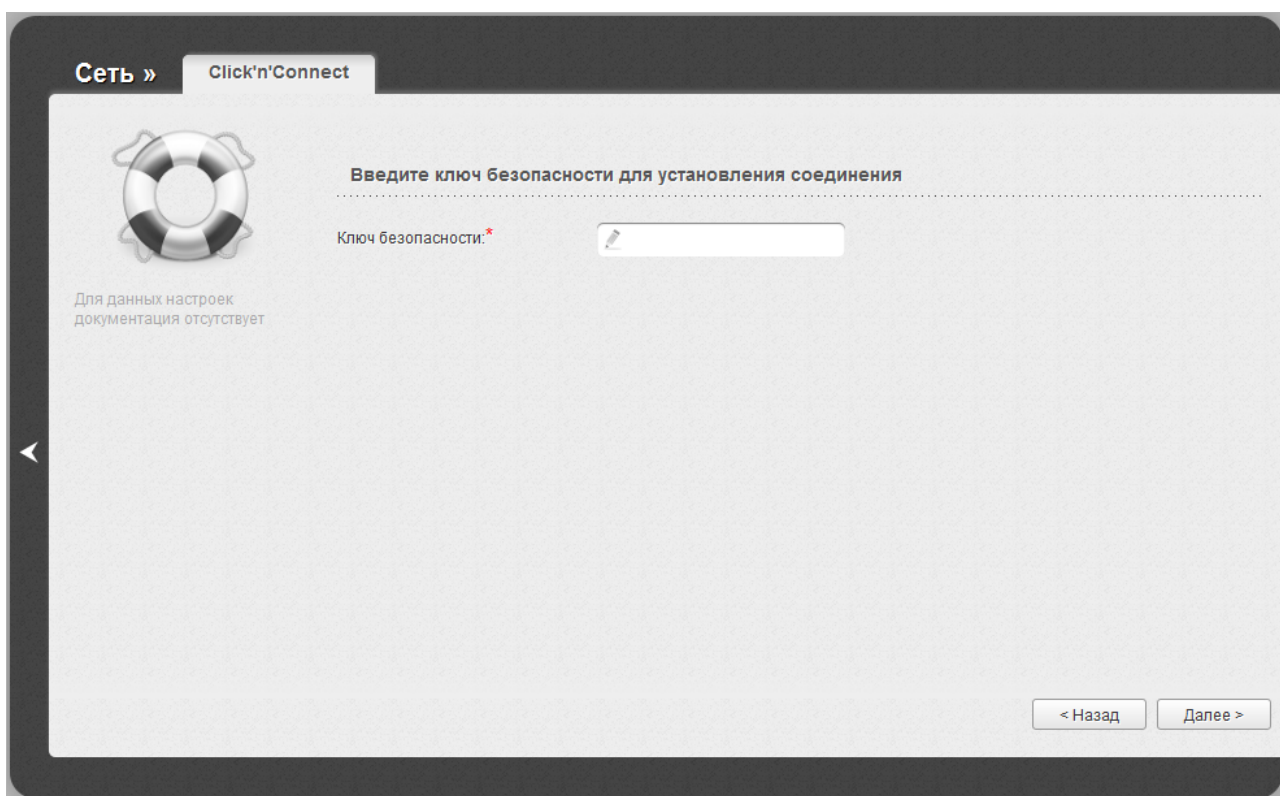 Сеть »
Click'n'Connect
Введите ключ безопасности для установления соединения
Ключ безопасности:*
Для данных настроек
документация отсутствует
< Назад
Далее >